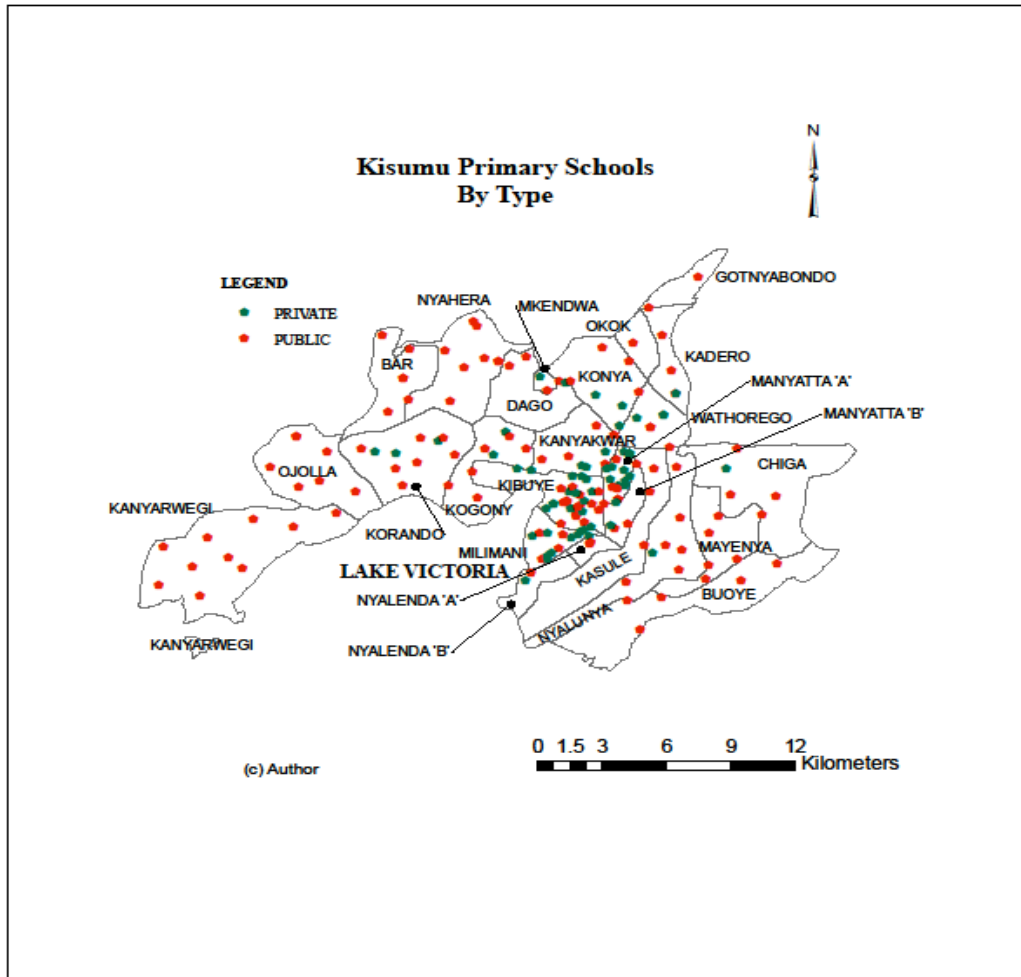 N
Kisumu Primary Schools
By Type
LEGEND
PRIVATE
PUBLIC
GOTNYABONDO
NYAHERA
MKENDWA
OKOK
KADERO
BAR
KONYA
MANYATTA 'A'
DAGO
WATHOREGO
MANYATTA 'B'
KANYAKWAR
CHIGA
OJOLLA
KIBUYE
KANYARWEGI
KOGONY
KORANDO
MILIMANI
MAYENYA
KASULE
LAKE VICTORIA
BUOYE
NYALENDA 'A'
NYALUNYA
KANYARWEGI
NYALENDA 'B'
0 1.5 3 6 9 12
Kilometers
(c) Author